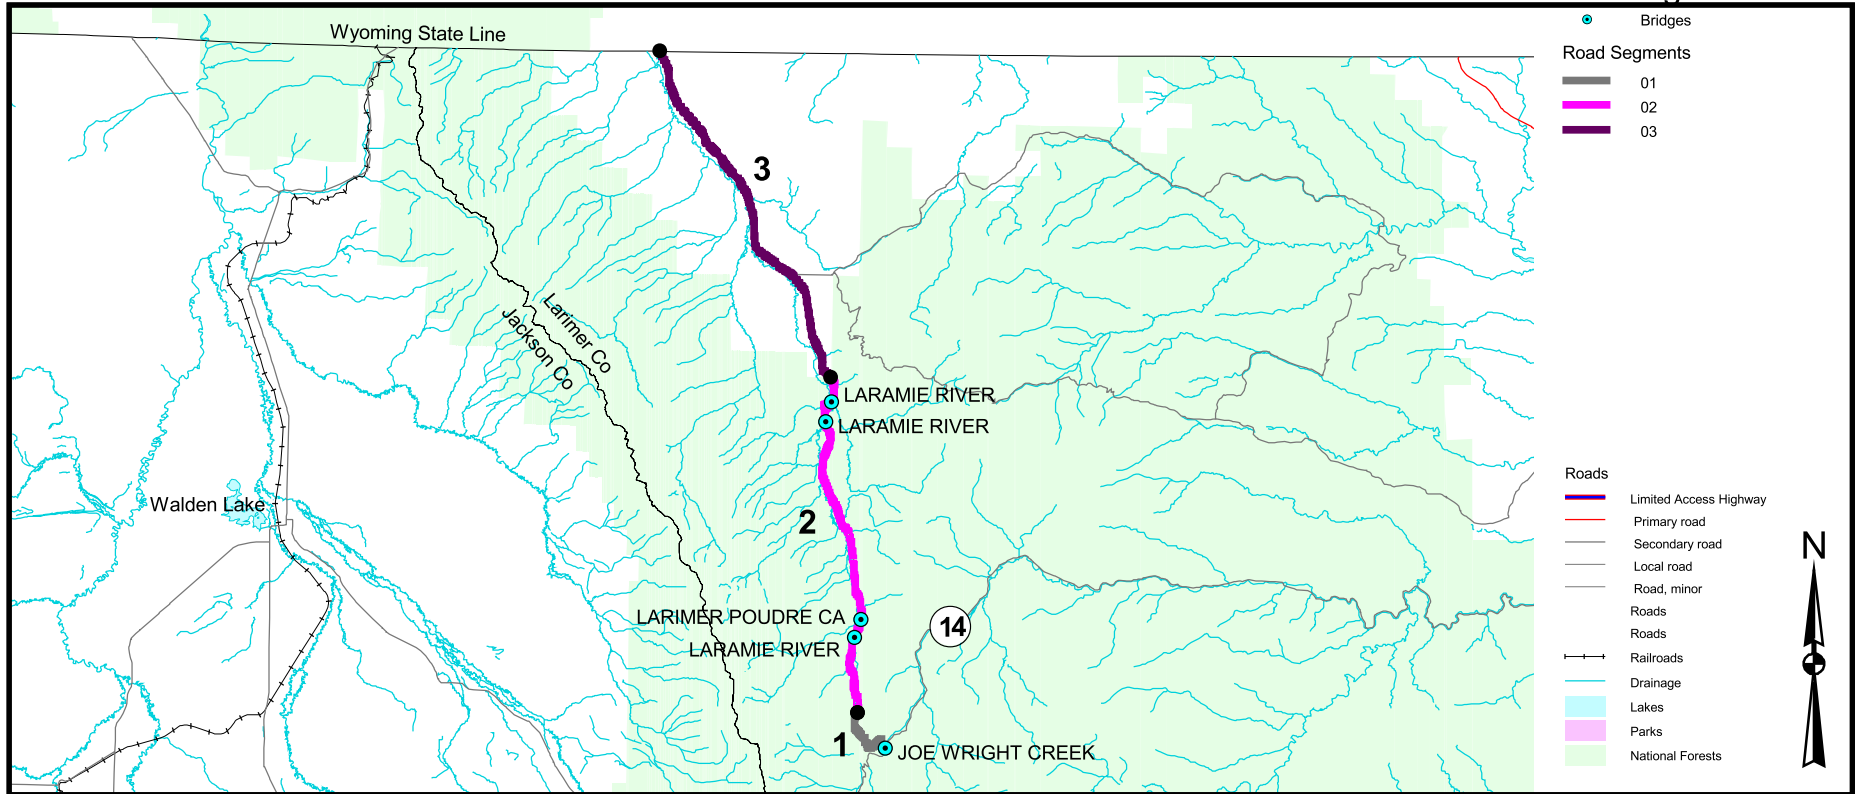 Wyoming State Line
3
Larimer Co
Jackson Co
LARAMIE RIVER
LARAMIE RIVER
Walden Lake
2
LARIMER POUDRE CA
14
LARAMIE RIVER
1
JOE WRIGHT CREEK
Bridges
Road Segments
01
02
03
Roads
Limited Access Highway
Primary road
Secondary road
Local road
Road, minor
Roads
Roads
Railroads
Drainage
Lakes
Parks
National Forests
N